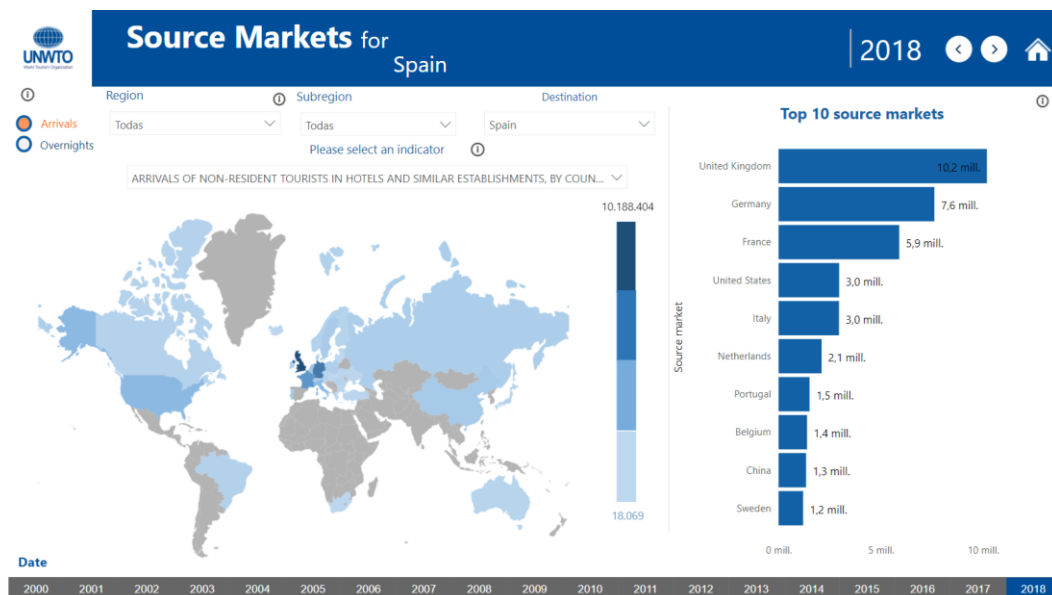 UNWTO
World Tourism Organization
Source Markets for
Spain
2018
Region
Subregion
Destination
Arrivals
Overnights
Todas
Todas
Spain
Please select an indicator
ARRIVALS OF NON-RESIDENT TOURISTS IN HOTELS AND SIMILAR ESTABLISHMENTS, BY COUN...
10.188.404
18.069
Top 10 source markets
Source market
United Kingdom 10,2 mill.
Germany 7,6 mill.
France 5,9 mill.
United States 3,0 mill.
Italy 3,0 mill.
Netherlands 2,1 mill.
Portugal 1,5 mill.
Belgium 1,4 mill.
China 1,3 mill.
Sweden 1,2 mill.
0 mill. 5 mill. 10 mill.
Date
2000 2001 2002 2003 2004 2005 2006 2007 2008 2009 2010 2011 2012 2013 2014 2015 2016 2017 2018